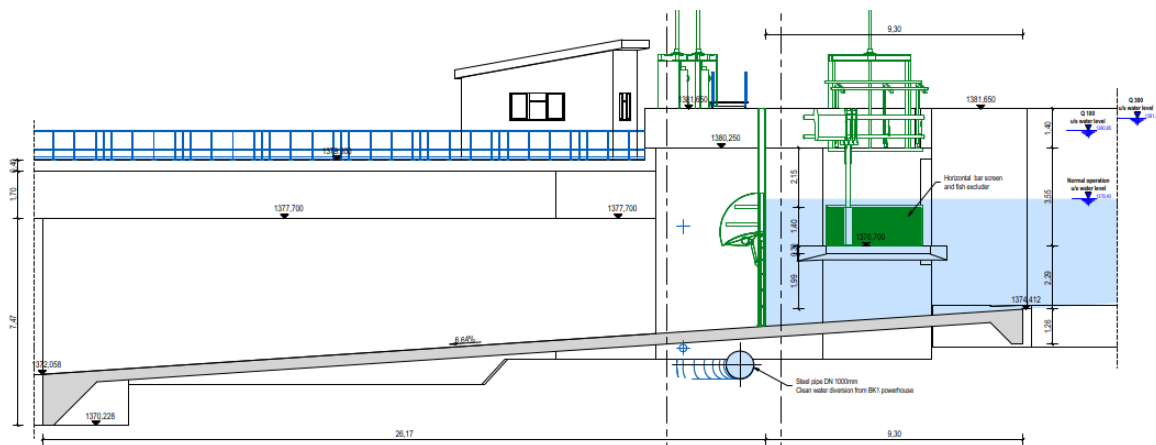 9,30
1381,650
1381,650
Q 300
u/s water level
Q 100
u/s water level
1380,250
1,40
2,15
Horizontal bar screen
and fish excluder
Normal operation
u/s water level
1,70
1377,700
1377,700
3,55
1,40
1376,700
1,99
2,29
1374,412
7,47
6.64%
1,26
1372,058
Steel pipe DN 1000mm
Clean water diversion from BK1 powerhouse
1370,228
26,17
9,30